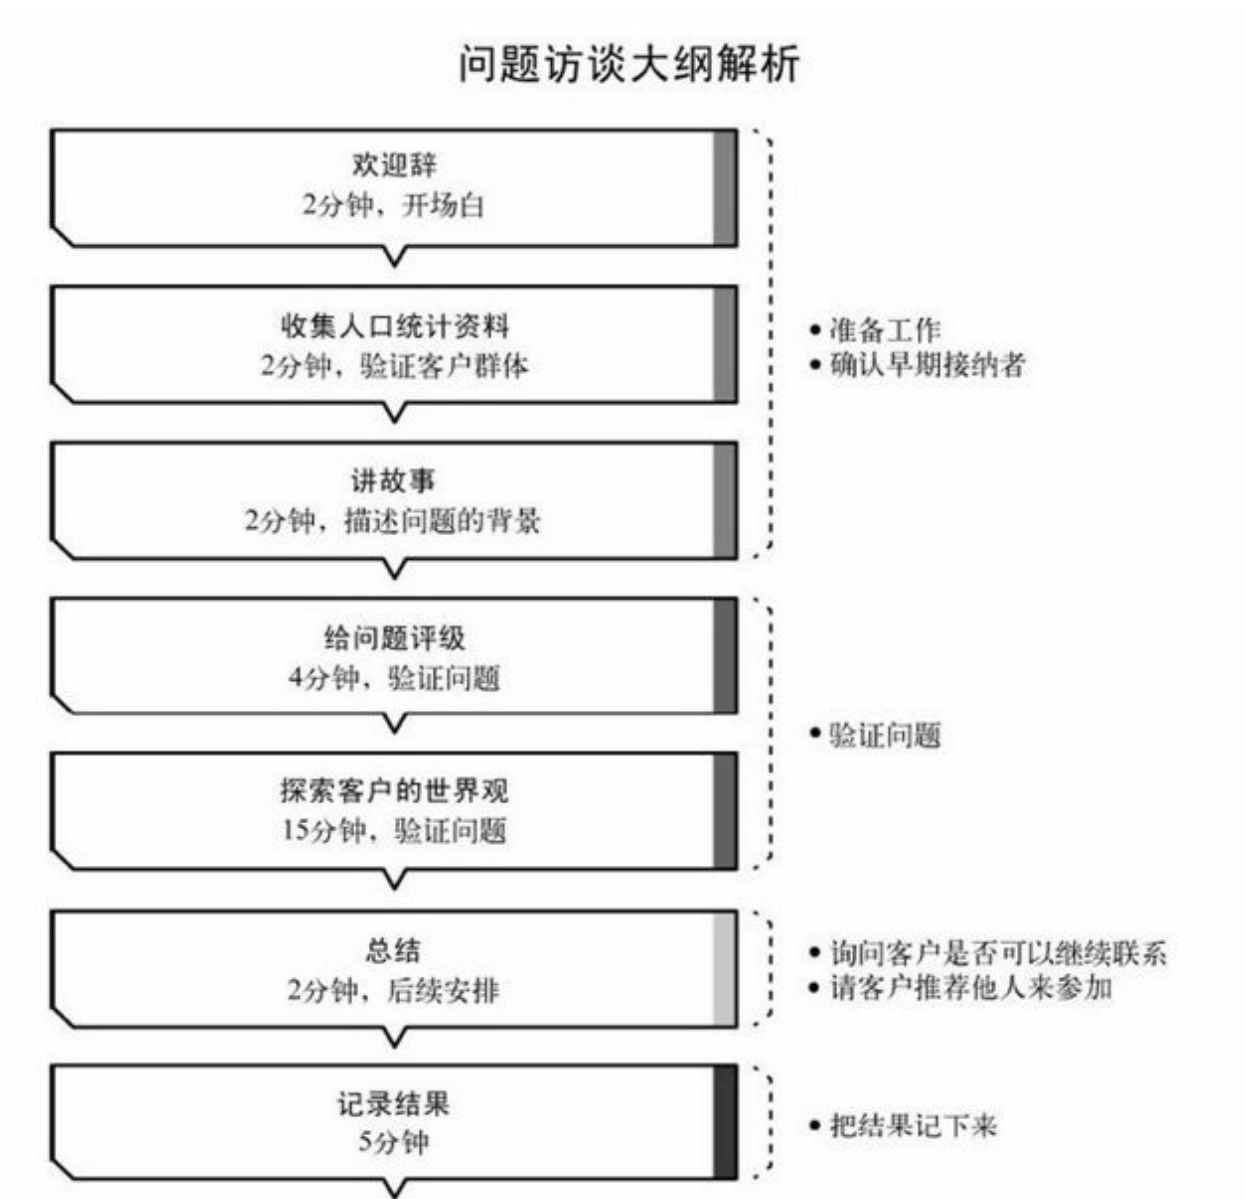 问题访谈大纲解析
欢迎辞
2分钟，开场白
收集人口统计资料
2分钟，验证客户群体
• 准备工作
• 确认早期接纳者
讲故事
2分钟，描述问题的背景
给问题评级
4分钟，验证问题
• 验证问题
探索客户的世界观
15分钟，验证问题
总结
2分钟，后续安排
• 询问客户是否可以继续联系
• 请客户推荐他人来参加
记录结果
5分钟
• 把结果记下来